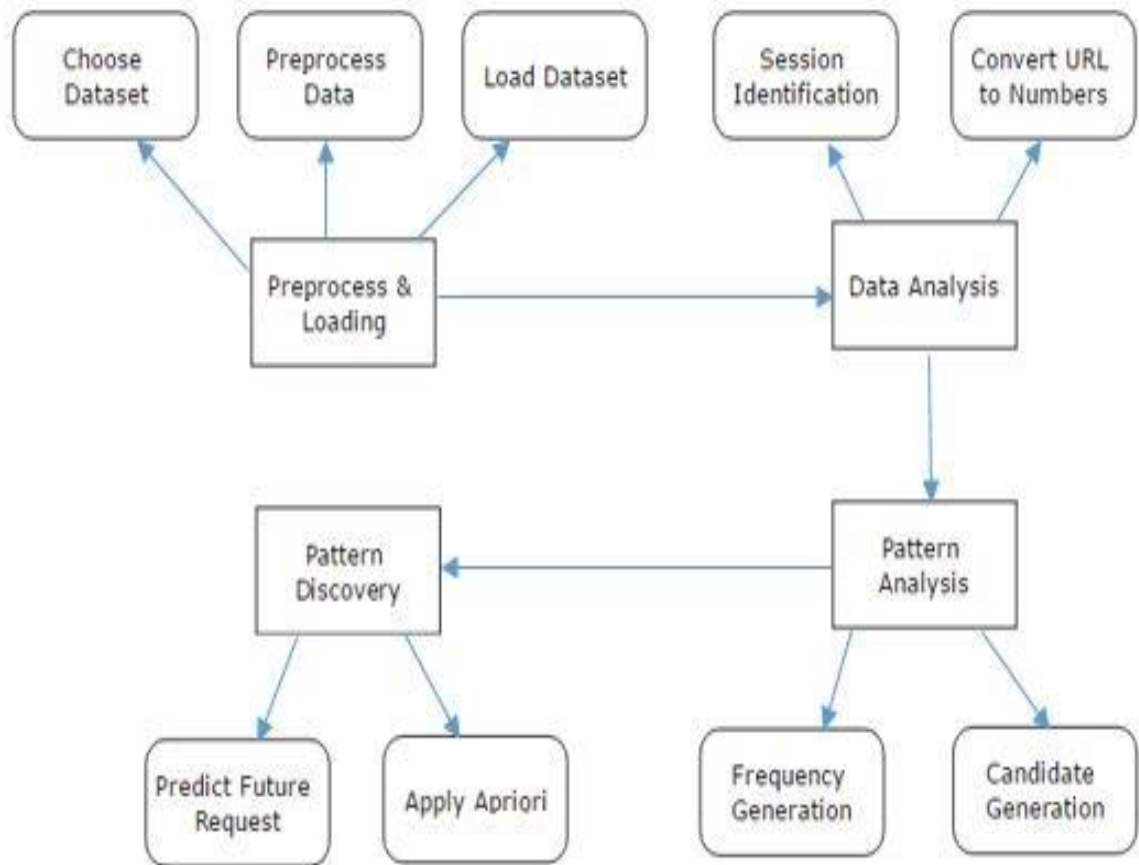 Choose
Dataset
Preprocess
Data
Load Dataset
Session
Identification
Convert URL
to Numbers
Preprocess &
Loading
Data Analysis
Pattern
Discovery
Pattern
Analysis
Predict Future
Request
Apply Apriori
Frequency
Generation
Candidate
Generation